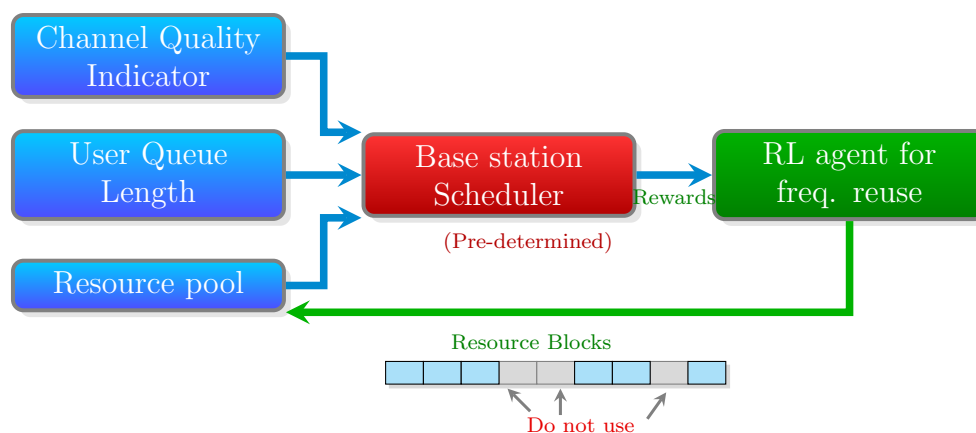 Channel Quality
Indicator
User Queue
Length
Resource pool
Base station
Scheduler
(Pre-determined)
Rewards
RL agent for
freq. reuse
Resource Blocks
Do not use